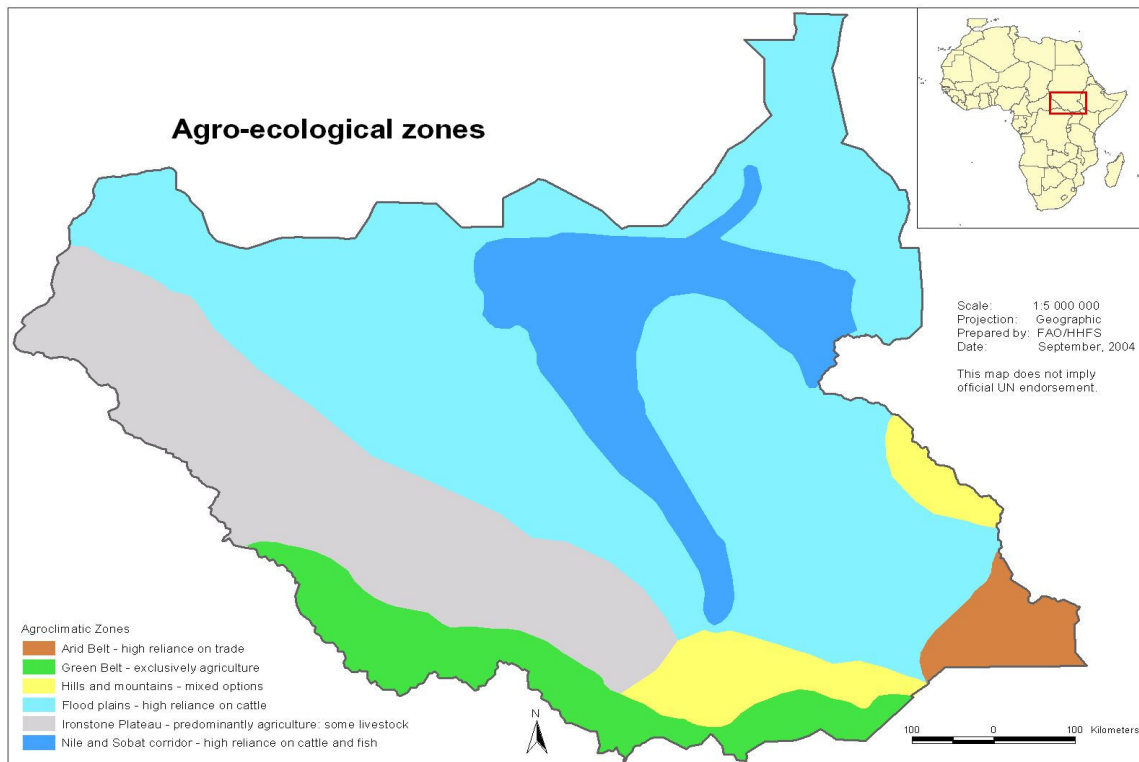 Agro-ecological zones
Scale: 1:5 000 000
Projection: Geographic
Prepared by: FAO/HHFS
Date: September, 2004
This map does not imply
official UN endorsement.
Agroclimatic Zones
Arid Belt - high reliance on trade
Green Belt - exclusively agriculture
Hills and mountains - mixed options
Flood plains - high reliance on cattle
Ironstone Plateau - predominantly agriculture: some livestock
Nile and Sobat corridor - high reliance on cattle and fish
N
100 0 100 Kilometers